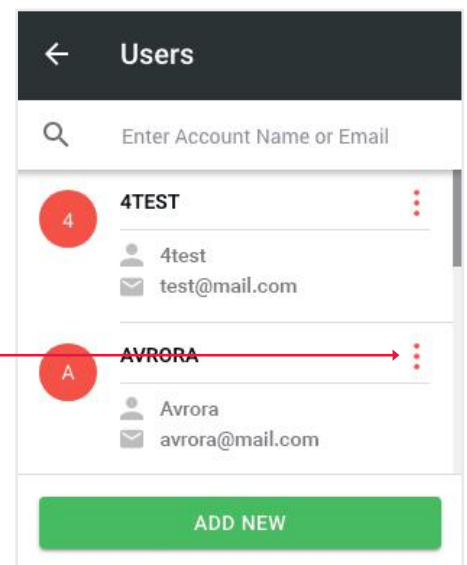 Users
Enter Account Name or Email
4TEST
4
4test
test@mail.com
AVRORA
A
Avrora
avrora@mail.com
ADD NEW